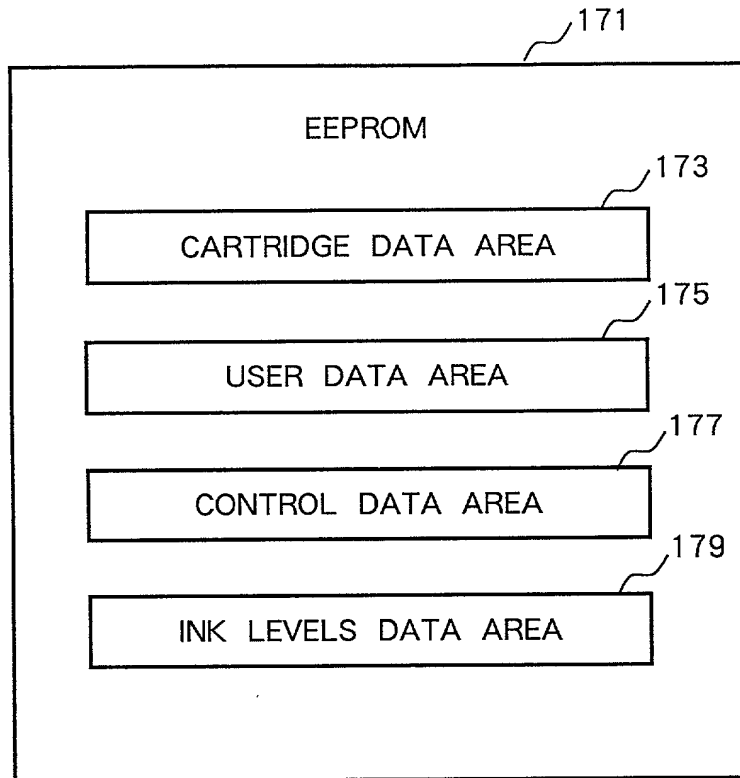 171
EEPROM
173
CARTRIDGE DATA AREA
175
USER DATA AREA
177
CONTROL DATA AREA
179
INK LEVELS DATA AREA